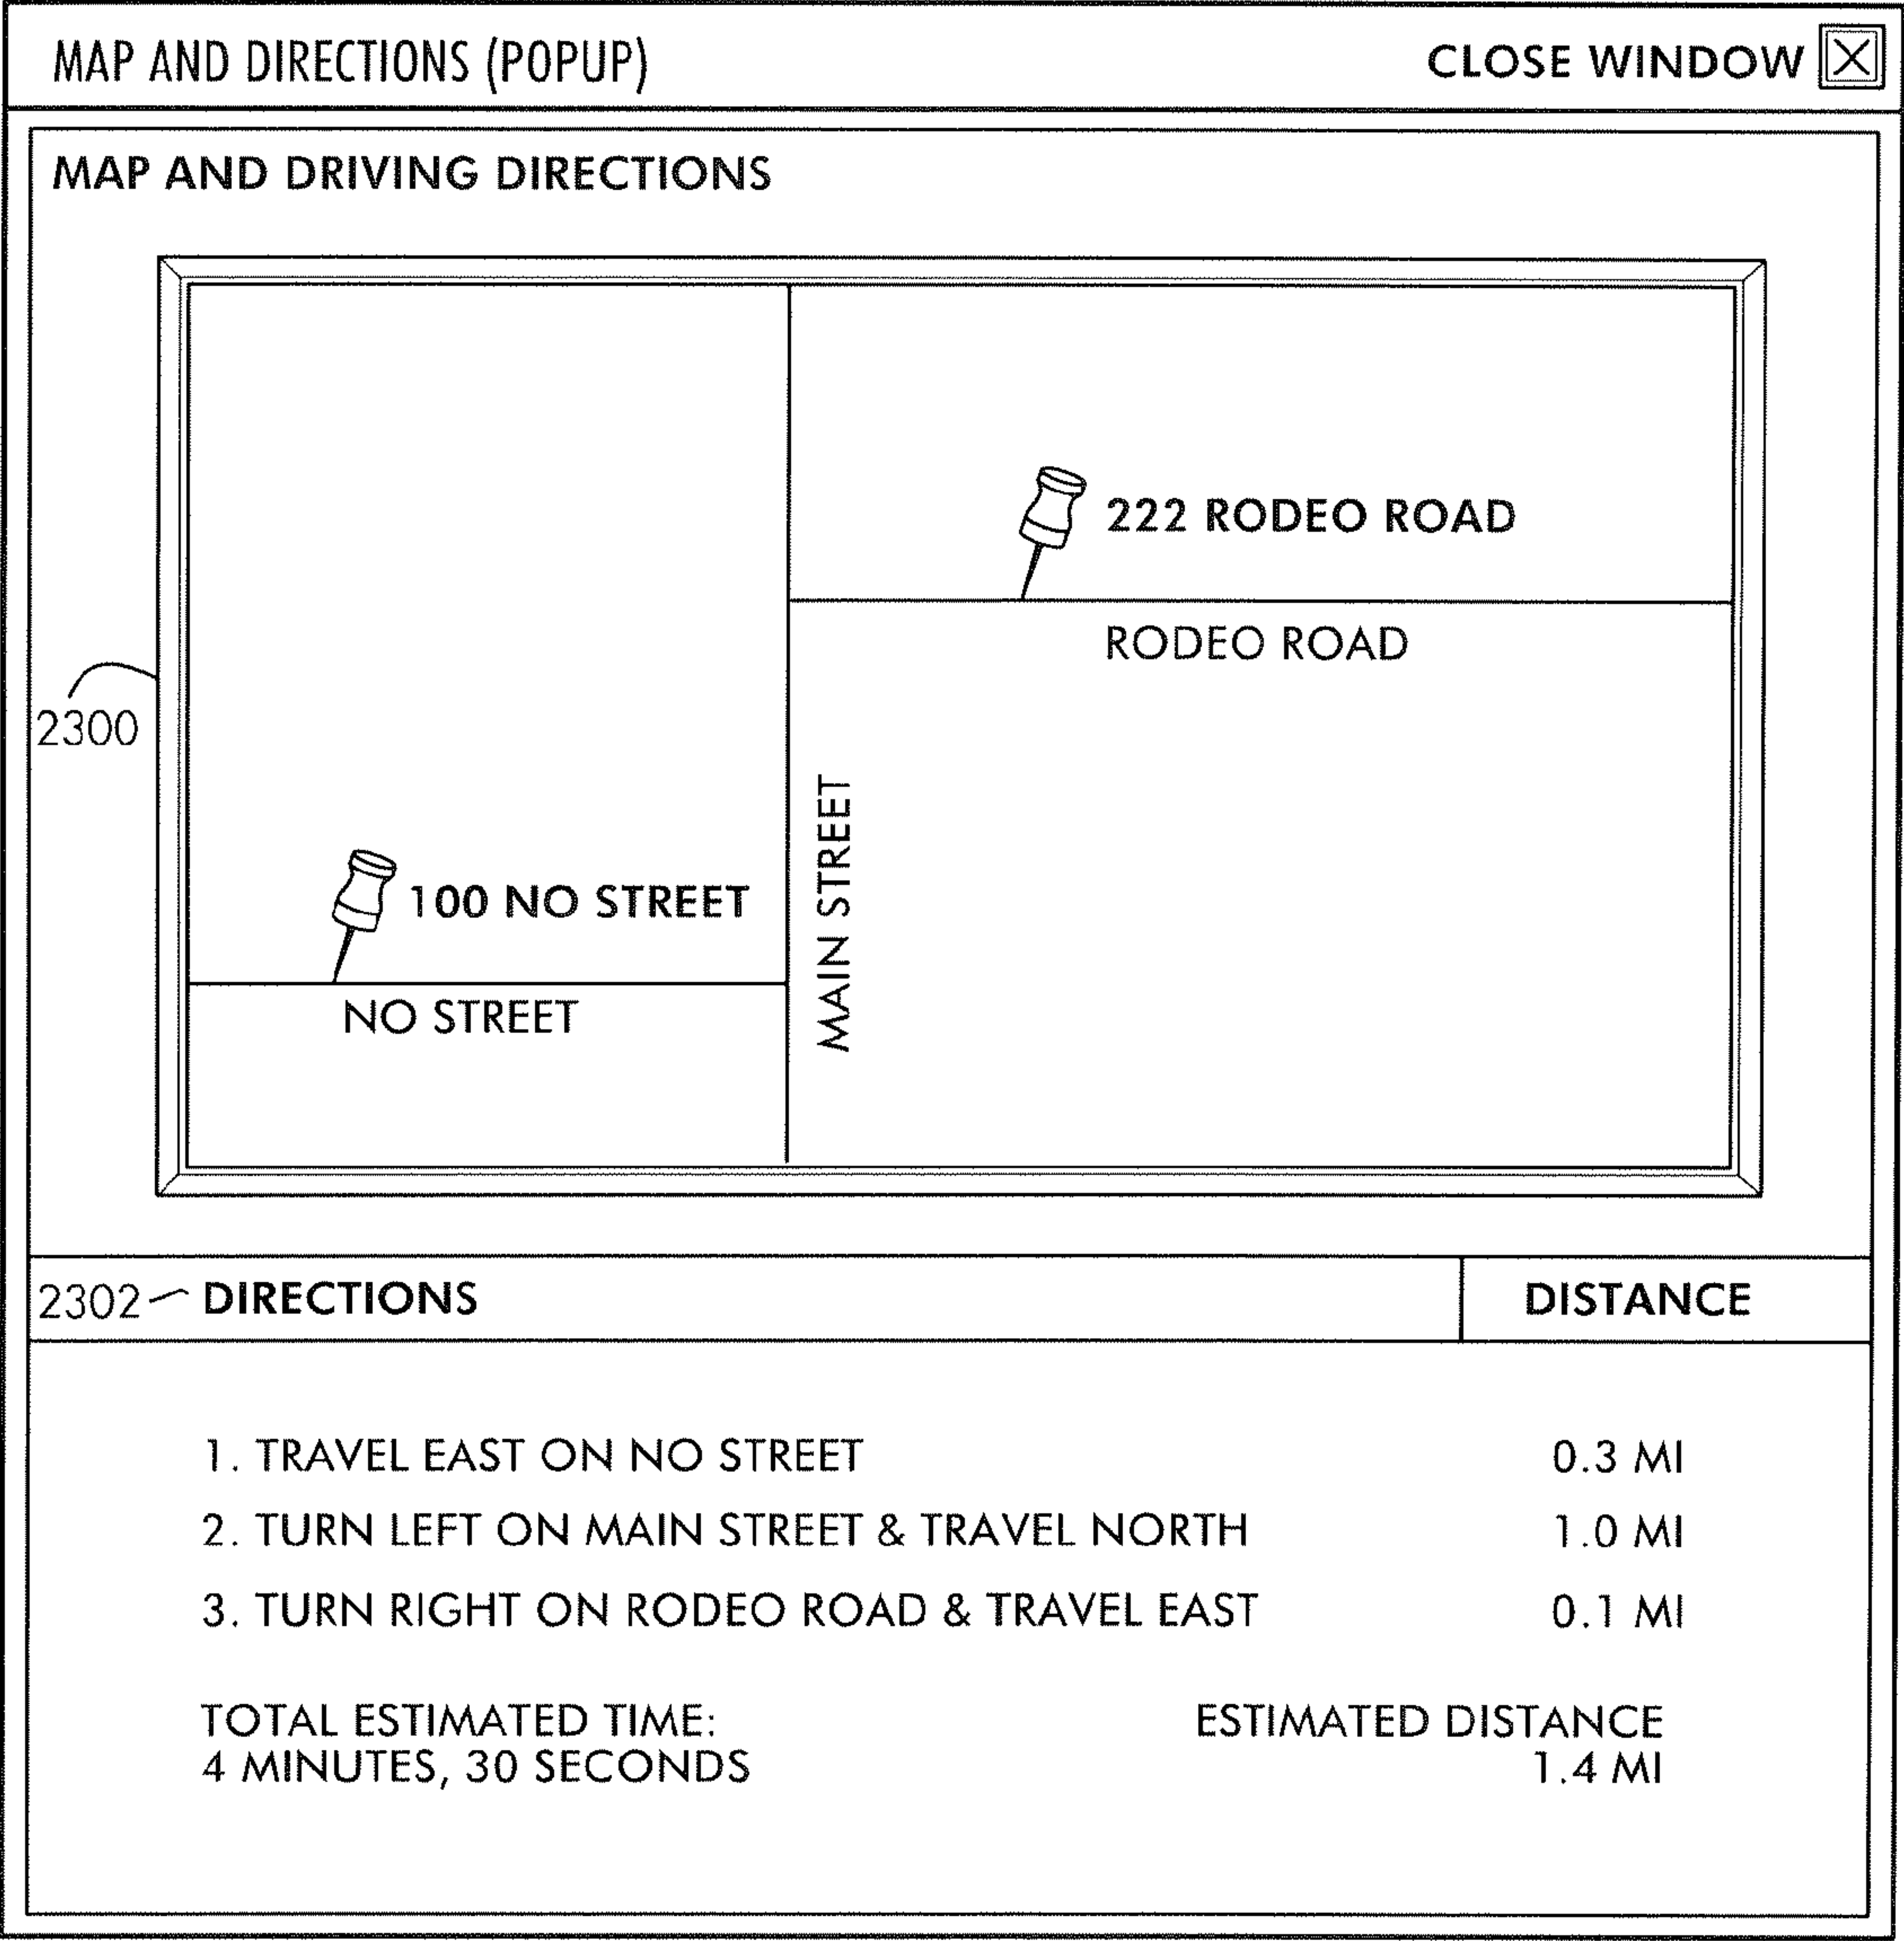 MAP AND DIRECTIONS (POPUP) CLOSE WINDOW
MAP AND DRIVING DIRECTIONS
222 RODEO ROAD
RODEO ROAD
2300
MAIN STREET
100 NO STREET
NO STREET
2302 DIRECTIONS DISTANCE
1. TRAVEL EAST ON NO STREET 0.3 MI
2. TURN LEFT ON MAIN STREET & TRAVEL NORTH 1.0 MI
3. TURN RIGHT ON RODEO ROAD & TRAVEL EAST 0.1 MI
TOTAL ESTIMATED TIME: ESTIMATED DISTANCE
4 MINUTES, 30 SECONDS 1.4 MI